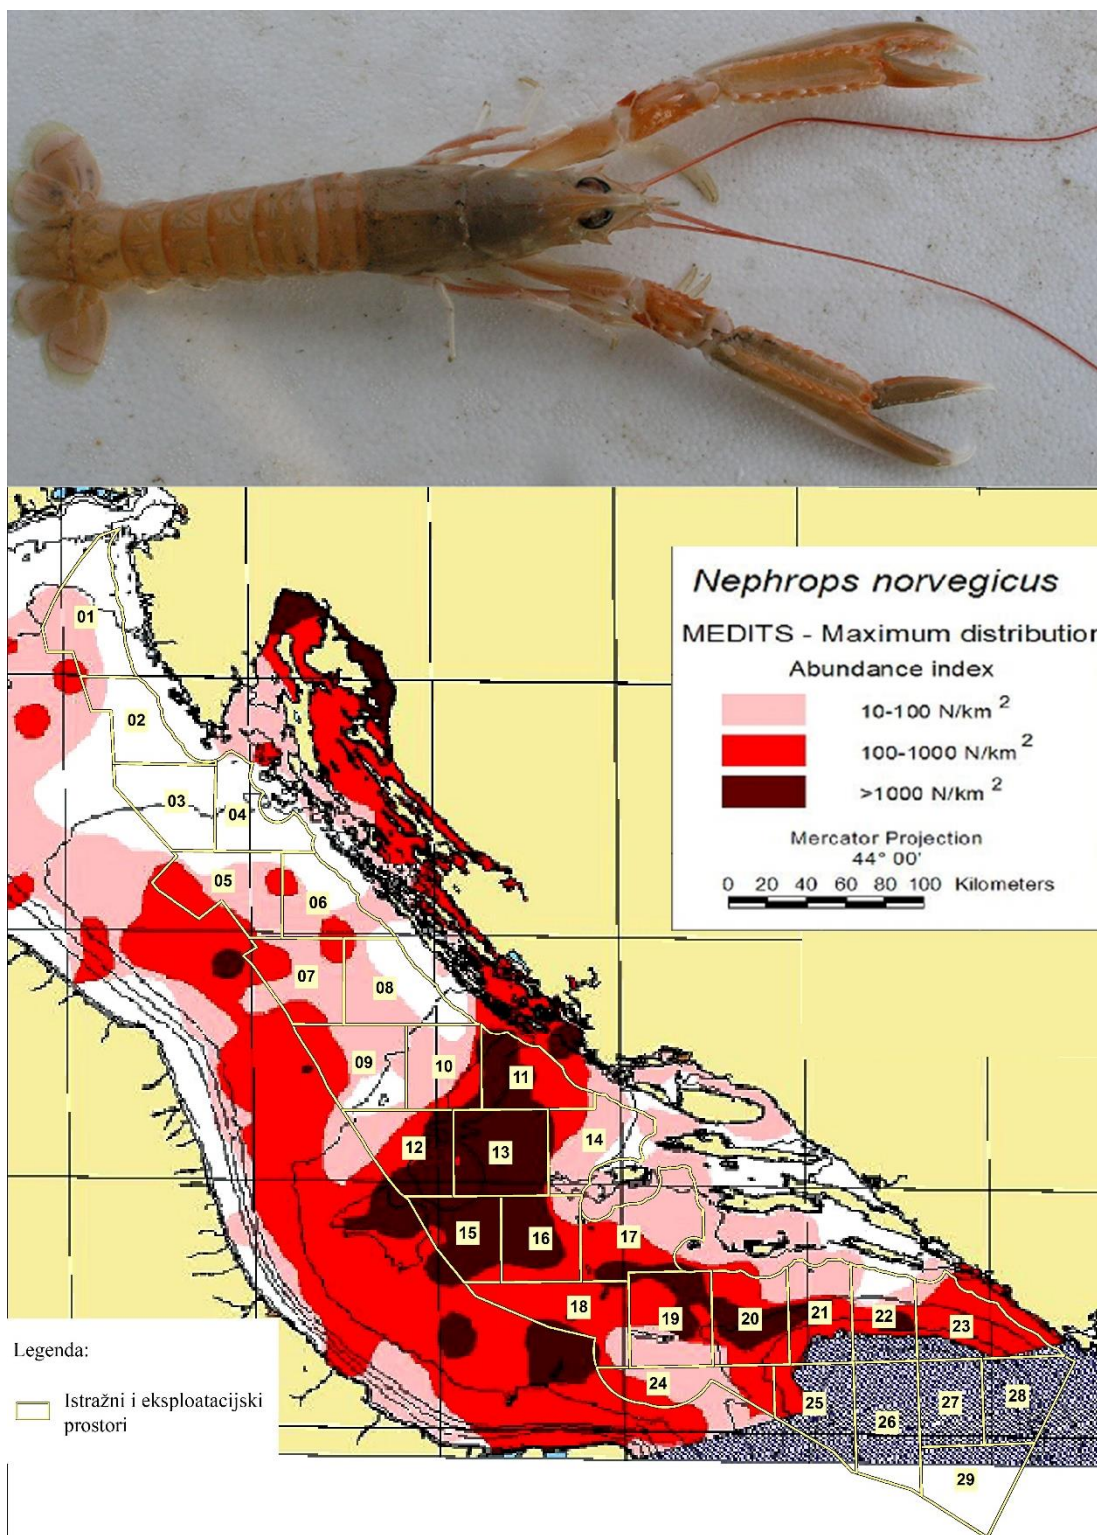 Nephrops norvegicus
MEDITS - Maximum distribution
Abundance index
10-100 N/km 2
100-1000 N/km 2
>1000 N/km 2
Mercator Projection
44° 00'
0 20 40 60 80 100 Kilometers
01
02
03
04
05
06
07
08
09
10
11
12
13
14
15
16
17
18
19
20
21
22
23
24
25
26
27
28
29
Legenda:
Istražni i eksploatacijski
prostori